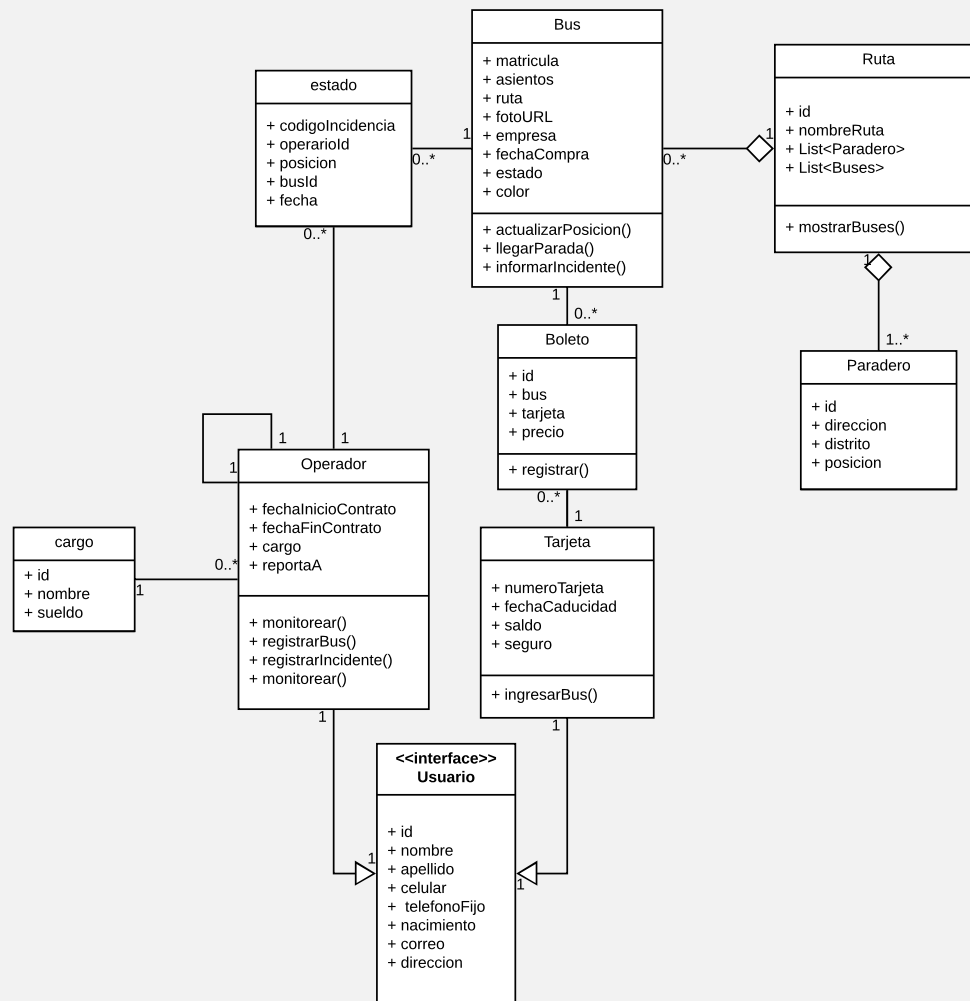 Bus
+ matricula
+ asientos
+ ruta
+ fotoURL
+ empresa
+ fechaCompra
+ estado
+ color
+ actualizarPosicion()
+ llegarParada()
+ informarIncidente()
Ruta
+ id
+ nombreRuta
+ List<Paradero>
+ List<Buses>
+ mostrarBuses()
estado
+ codigoIncidencia
+ operarioId
+ posicion
+ busId
+ fecha
1
0..*
0..*
1
0..*
1
0..*
1
1..*
Boleto
+ id
+ bus
+ tarjeta
+ precio
+ registrar()
Paradero
+ id
+ direccion
+ distrito
+ posicion
1
1
1
Operador
+ fechaInicioContrato
+ fechaFinContrato
+ cargo
+ reportaA
+ monitorear()
+ registrarBus()
+ registrarIncidente()
+ monitorear()
0..*
1
Tarjeta
+ numeroTarjeta
+ fechaCaducidad
+ saldo
+ seguro
+ ingresarBus()
cargo
+ id
+ nombre
+ sueldo
0..*
1
1
1
<<interface>>
Usuario
+ id
+ nombre
+ apellido
+ celular
+ telefonoFijo
+ nacimiento
+ correo
+ direccion
1
1